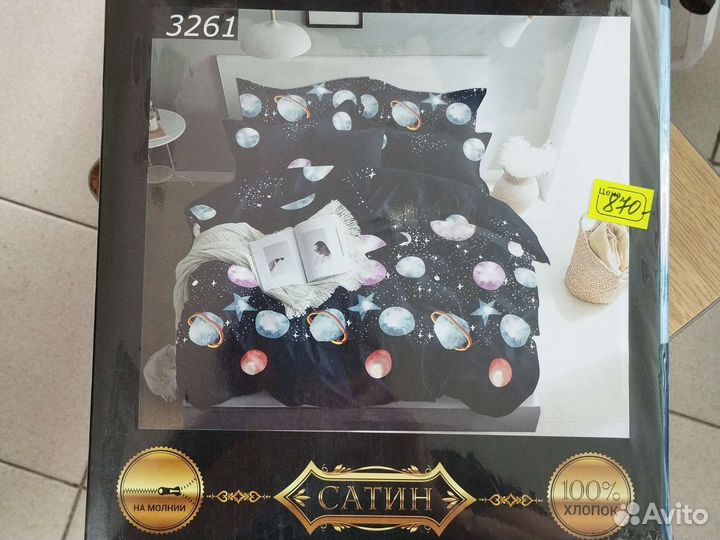 3261
Цена
870-
НА МОЛНИИ
САТИН
100%
ХЛОПОК
Avito